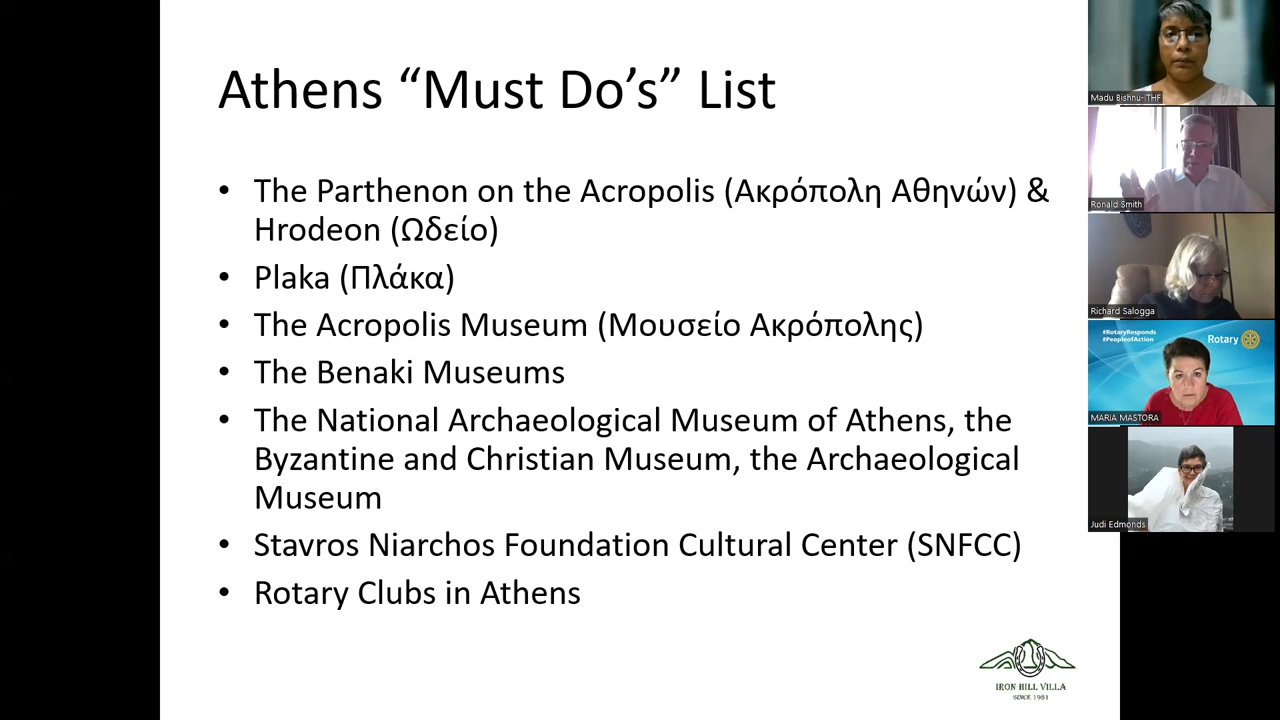 Athens “Must Do’s” List
• The Parthenon on the Acropolis (Ακρόπολη Αθηνών) &
Hrodeon (Ωδείο)
• Plaka (Πλάκα)
• The Acropolis Museum (Μουσείο Ακρόπολης)
• The Benaki Museums
• The National Archaeological Museum of Athens, the
Byzantine and Christian Museum, the Archaeological
Museum
• Stavros Niarchos Foundation Cultural Center (SNFCC)
• Rotary Clubs in Athens
IRON HILL VILLA
SINCE 1981
Madu Bishnu-ITHF
Ronald Smith
Richard Salogga
#RotaryResponds
#PeopleofAction
Rotary
MARIA MASTORA
Judi Edmonds